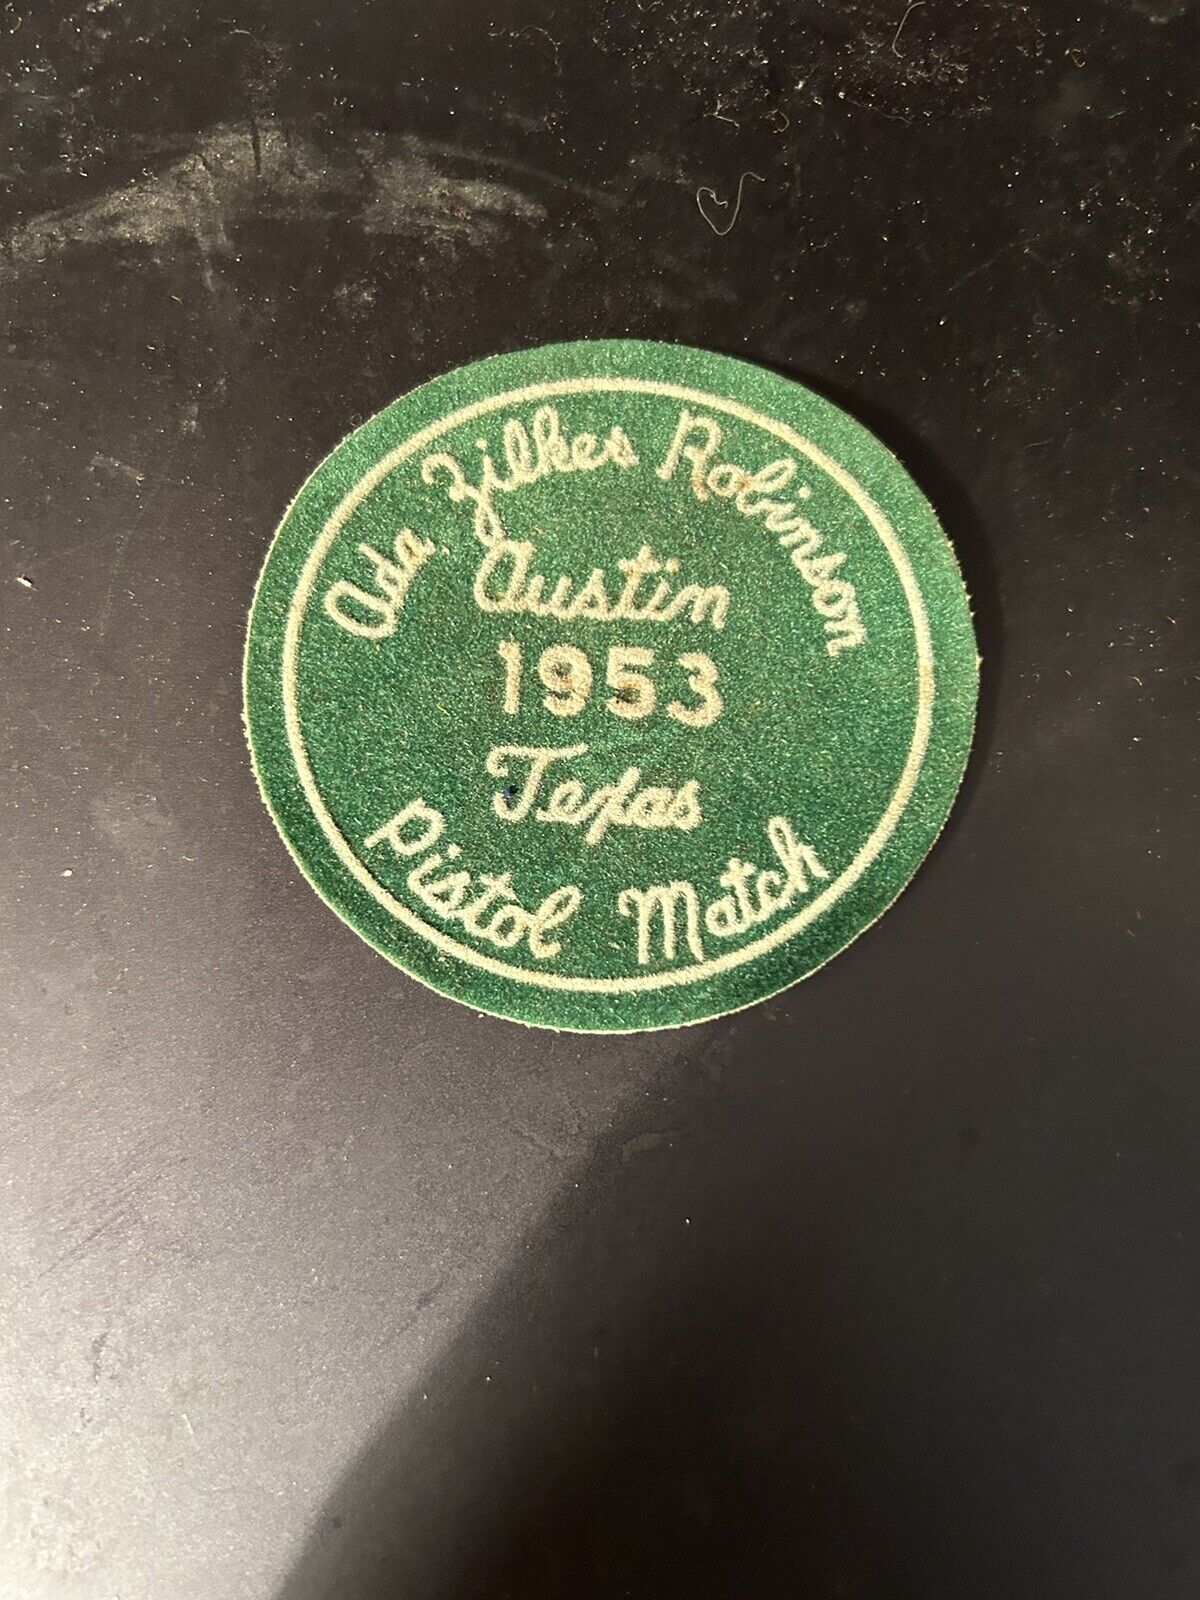 Ada Zilker Robinson
Austin
1953
Texas
Pistol Match